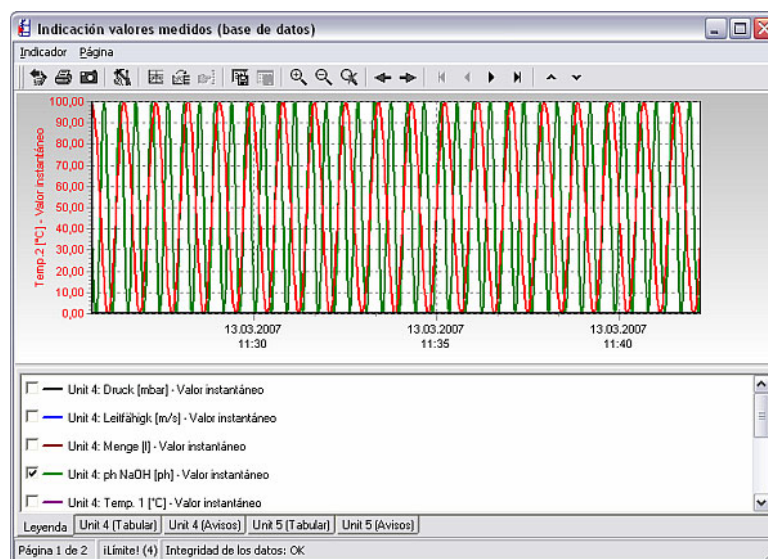 Indicación valores medidos (base de datos)
Indicador Página
Temp.2 [°C] - Valor instantáneo
100,00
90,00
80,00
70,00
60,00
50,00
40,00
30,00
20,00
10,00
0,00
13.03.2007 13.03.2007 13.03.2007
11:30 11:35 11:40
Unit 4: Druck [mbar] - Valor instantáneo
Unit 4: Leitfähigk [m/s] - Valor instantáneo
Unit 4: Menge [l] - Valor instantáneo
Unit 4: ph NaOH [ph] - Valor instantáneo
Unit 4: Temp. 1 [°C] - Valor instantáneo
Leyenda Unit 4 (Tabular) Unit 4 (Avisos) Unit 5 (Tabular) Unit 5 (Avisos)
Página 1 de 2 ¡Límite! (4) Integridad de los datos: OK